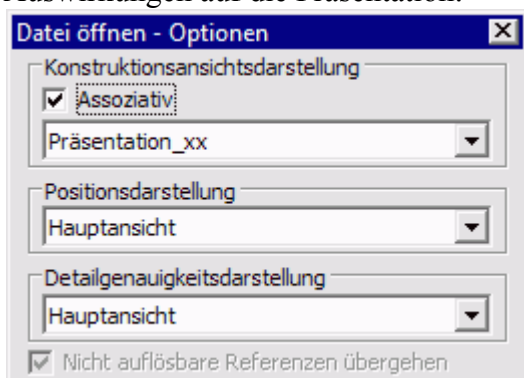 Auswirkungen auf die Präsentation.
Datei öffnen - Optionen
Konstruktionsansichtsdarstellung
Assoziativ
Präsentation_xx
Positionsdarstellung
Hauptansicht
Detailgenauigkeitsdarstellung
Hauptansicht
Nicht auflösbare Referenzen übergehen